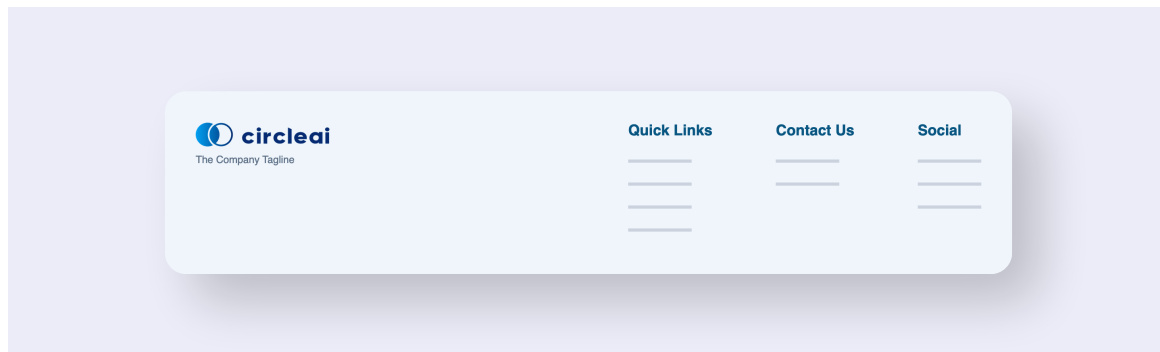 circleai
The Company Tagline
Quick Links
Contact Us
Social